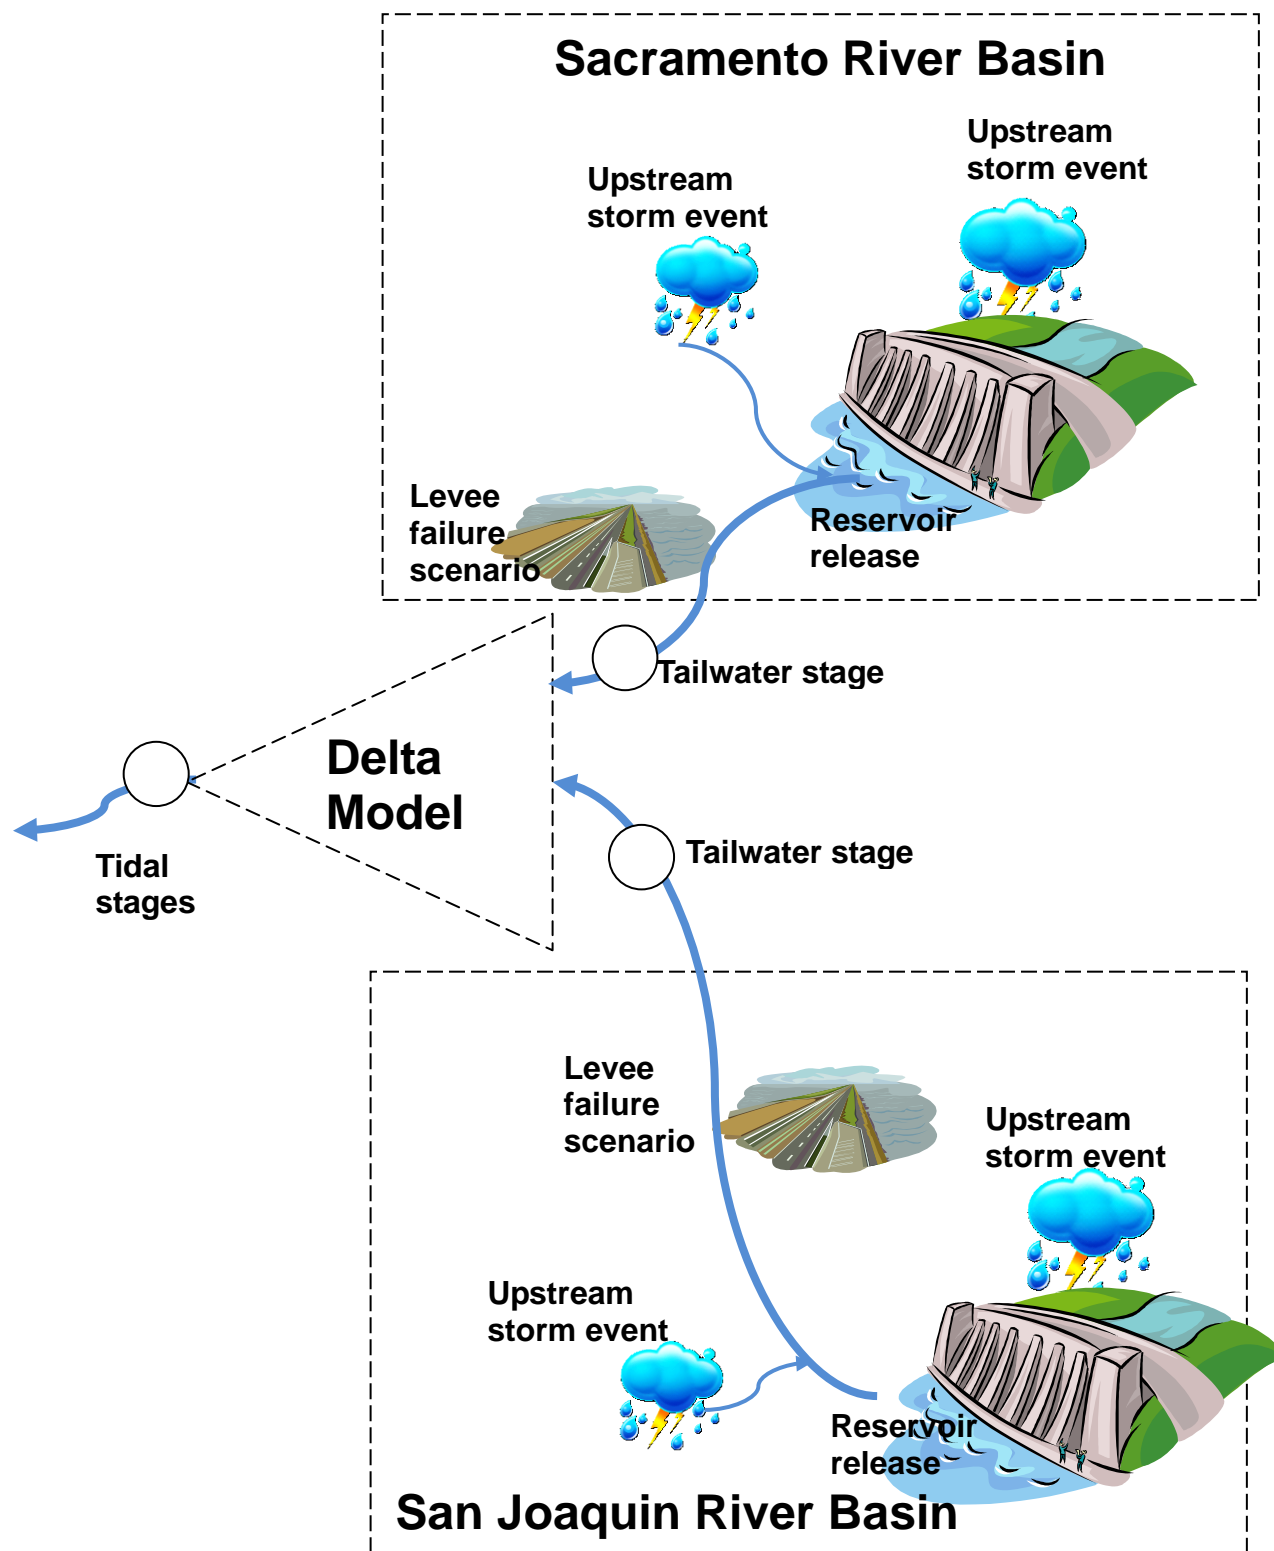 Sacramento River Basin
Upstream
storm event
Upstream
storm event
Levee
failure
scenario
Reservoir
release
Tailwater stage
Delta
Model
Tidal
stages
Tailwater stage
Levee
failure
scenario
Upstream
storm event
Upstream
storm event
Reservoir
release
San Joaquin River Basin